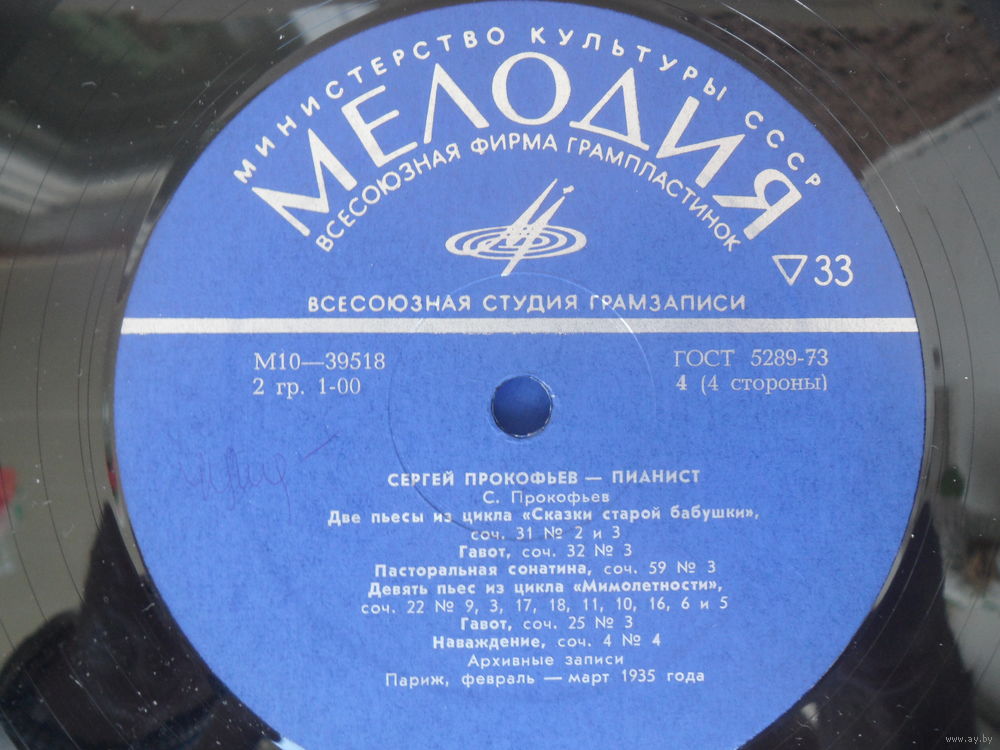 МИНИСТЕРСТВО КУЛЬТУРЫ СССР
МЕЛОДИЯ
ВСЕСОЮЗНАЯ ФИРМА ГРАМПЛАСТИНОК
▽33
ВСЕСОЮЗНАЯ СТУДИЯ ГРАМЗАПИСИ
М10—39518
ГОСТ 5289-73
2 гр. 1-00
4 (4 стороны)
СЕРГЕЙ ПРОКОФЬЕВ — ПИАНИСТ
С. Прокофьев
Две пьесы из цикла «Сказки старой бабушки»,
соч. 31 № 2 и 3
Гавот, соч. 32 № 3
Пасторальная сонатина, соч. 59 № 3
Девять пьес из цикла «Мимолетности»,
соч. 22 № 9, 3, 17, 18, 11, 10, 16, 6 и 5
Гавот, соч. 25 № 3
Наваждение, соч. 4 № 4
Архивные записи
Париж, февраль — март 1935 года
www.ay.by